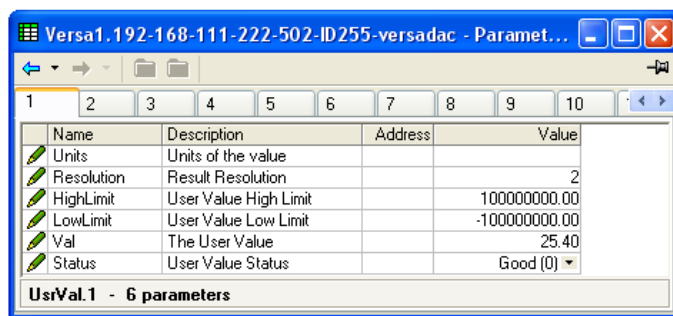 Versa1.192-168-111-222-502-ID255-versadac - Paramet...
1 2 3 4 5 6 7 8 9 10
Name Description Address Value
Units Units of the value
Resolution Result Resolution 2
HighLimit User Value High Limit 100000000.00
LowLimit User Value Low Limit -100000000.00
Val The User Value 25.40
Status User Value Status Good (0)
UsrVal.1 - 6 parameters